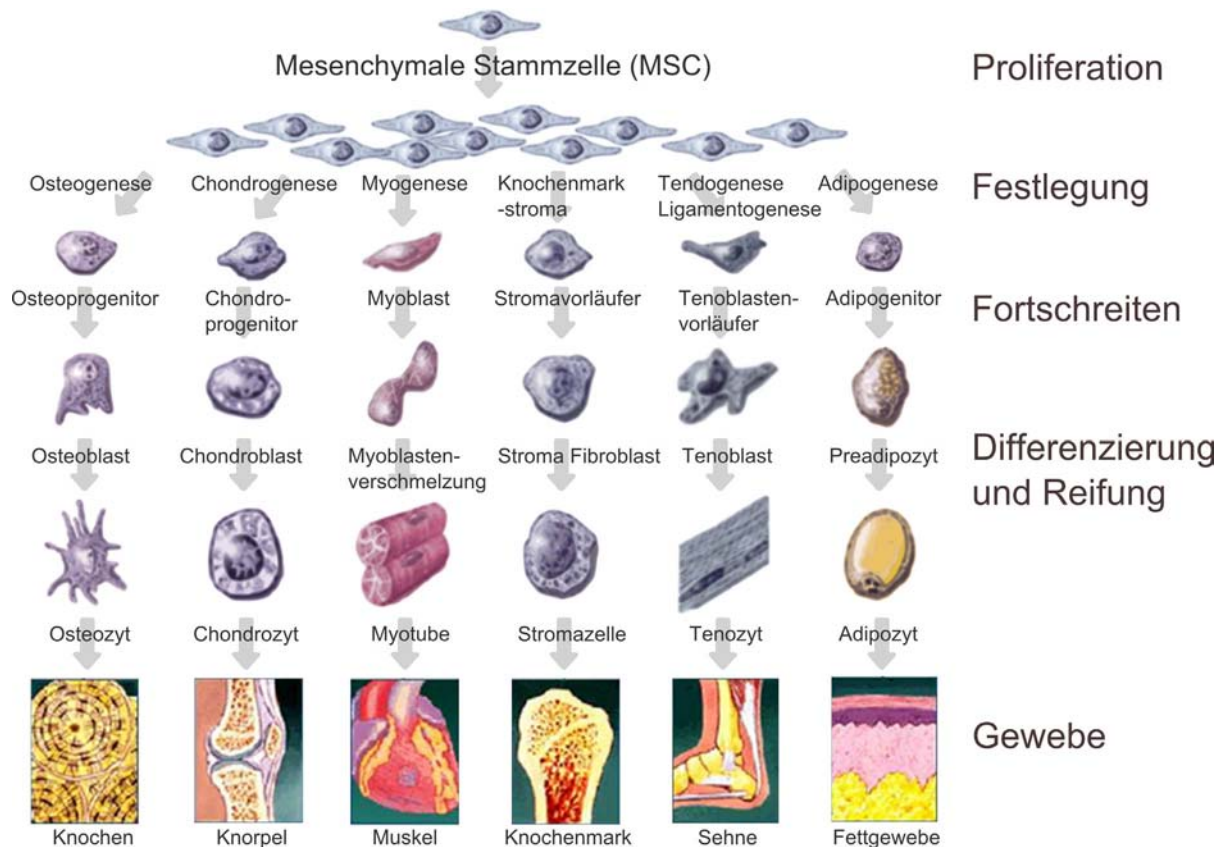 Mesenchymale Stammzelle (MSC)
Proliferation
Osteogenese
Chondrogenese
Myogenese
Knochenmark
-stroma
Tendogenese
Ligamentogenese
Adipogenese
Festlegung
Osteoprogenitor
Chondro-
progenitor
Myoblast
Stromavorläufer
Tenoblasten-
vorläufer
Adipogenitor
Fortschreiten
Osteoblast
Chondroblast
Myoblasten-
verschmelzung
Stroma Fibroblast
Tenoblast
Preadipozyt
Differenzierung
und Reifung
Osteozyt
Chondrozyt
Myotube
Stromazelle
Tenozyt
Adipozyt
Gewebe
Knochen
Knorpel
Muskel
Knochenmark
Sehne
Fettgewebe